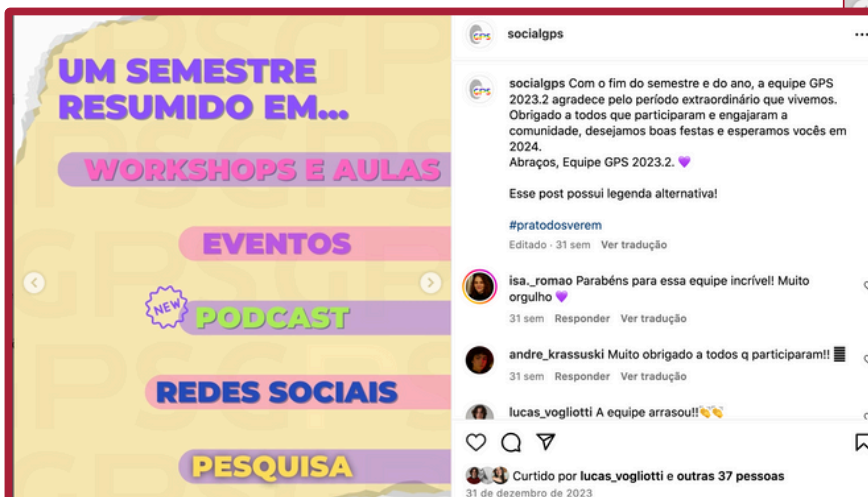 UM SEMESTRE
RESUMIDO EM...
WORKSHOPS E AULAS
EVENTOS
NEW
PODCAST
REDES SOCIAIS
PESQUISA
GPS
socialgps
GPS
socialgps Com o fim do semestre e do ano, a equipe GPS
2023.2 agradece pelo período extraordinário que vivemos.
Obrigado a todos que participaram e engajaram a
comunidade, desejamos boas festas e esperamos vocês em
2024.
Abraços, Equipe GPS 2023.2. 💜
Esse post possui legenda alternativa!
#pratodosverem
Editado · 31 sem Ver tradução
isa._romao Parabéns para essa equipe incrível! Muito
orgulho 💜
31 sem Responder Ver tradução
andre_krassuski Muito obrigado a todos q participaram!!
31 sem Responder Ver tradução
lucas_vogliotti A equipe arrasou!!👏👏
Curtido por lucas_vogliotti e outras 37 pessoas
31 de dezembro de 2023